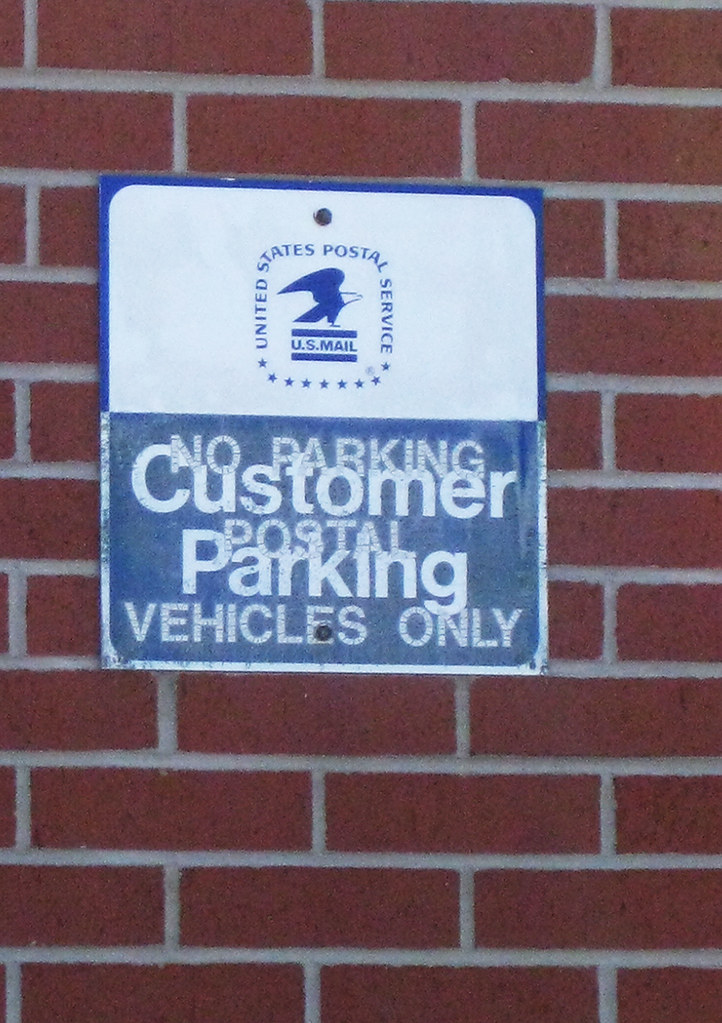 UNITED STATES POSTAL SERVICE
U.S.MAIL
NO PARKING
Customer
POSTAL
Parking
VEHICLES ONLY